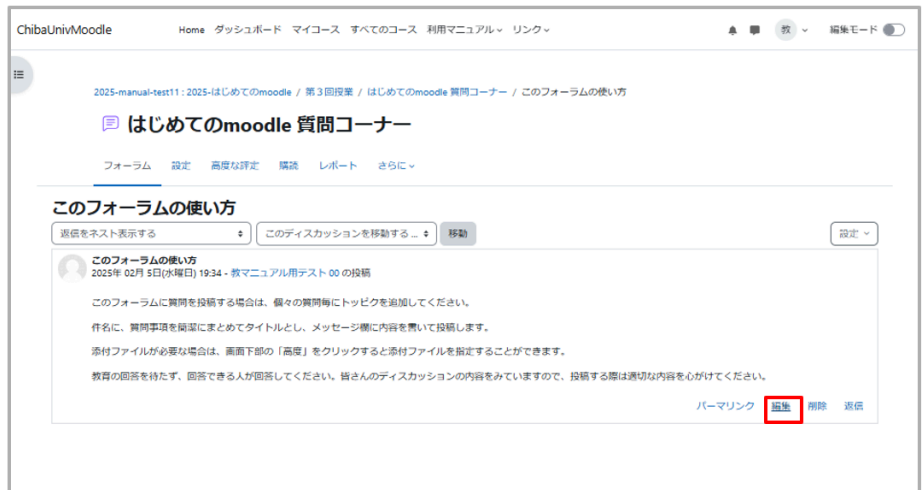 ChibaUnivMoodle Home ダッシュボード マイコース すべてのコース 利用マニュアル リンク 教 編集モード
2025-manual-test11 : 2025-はじめてのmoodle / 第3回授業 / はじめてのmoodle 質問コーナー / このフォーラムの使い方
はじめてのmoodle 質問コーナー
フォーラム 設定 高度な評定 購読 レポート さらに
このフォーラムの使い方
返信をネスト表示する このディスカッションを移動する ... 移動 設定
このフォーラムの使い方
2025年 02月 5日(水曜日) 19:34 - 教マニュアル用テスト 00 の投稿
このフォーラムに質問を投稿する場合は、個々の質問毎にトッピクを追加してください。
件名に、質問事項を簡潔にまとめてタイトルとし、メッセージ欄に内容を書いて投稿します。
添付ファイルが必要な場合は、画面下部の「高度」をクリックすると添付ファイルを指定することができます。
教育の回答を待たず、回答できる人が回答してください。皆さんのディスカッションの内容をみていますので、投稿する際は適切な内容を心がけてください。
パーマリンク 編集 削除 返信